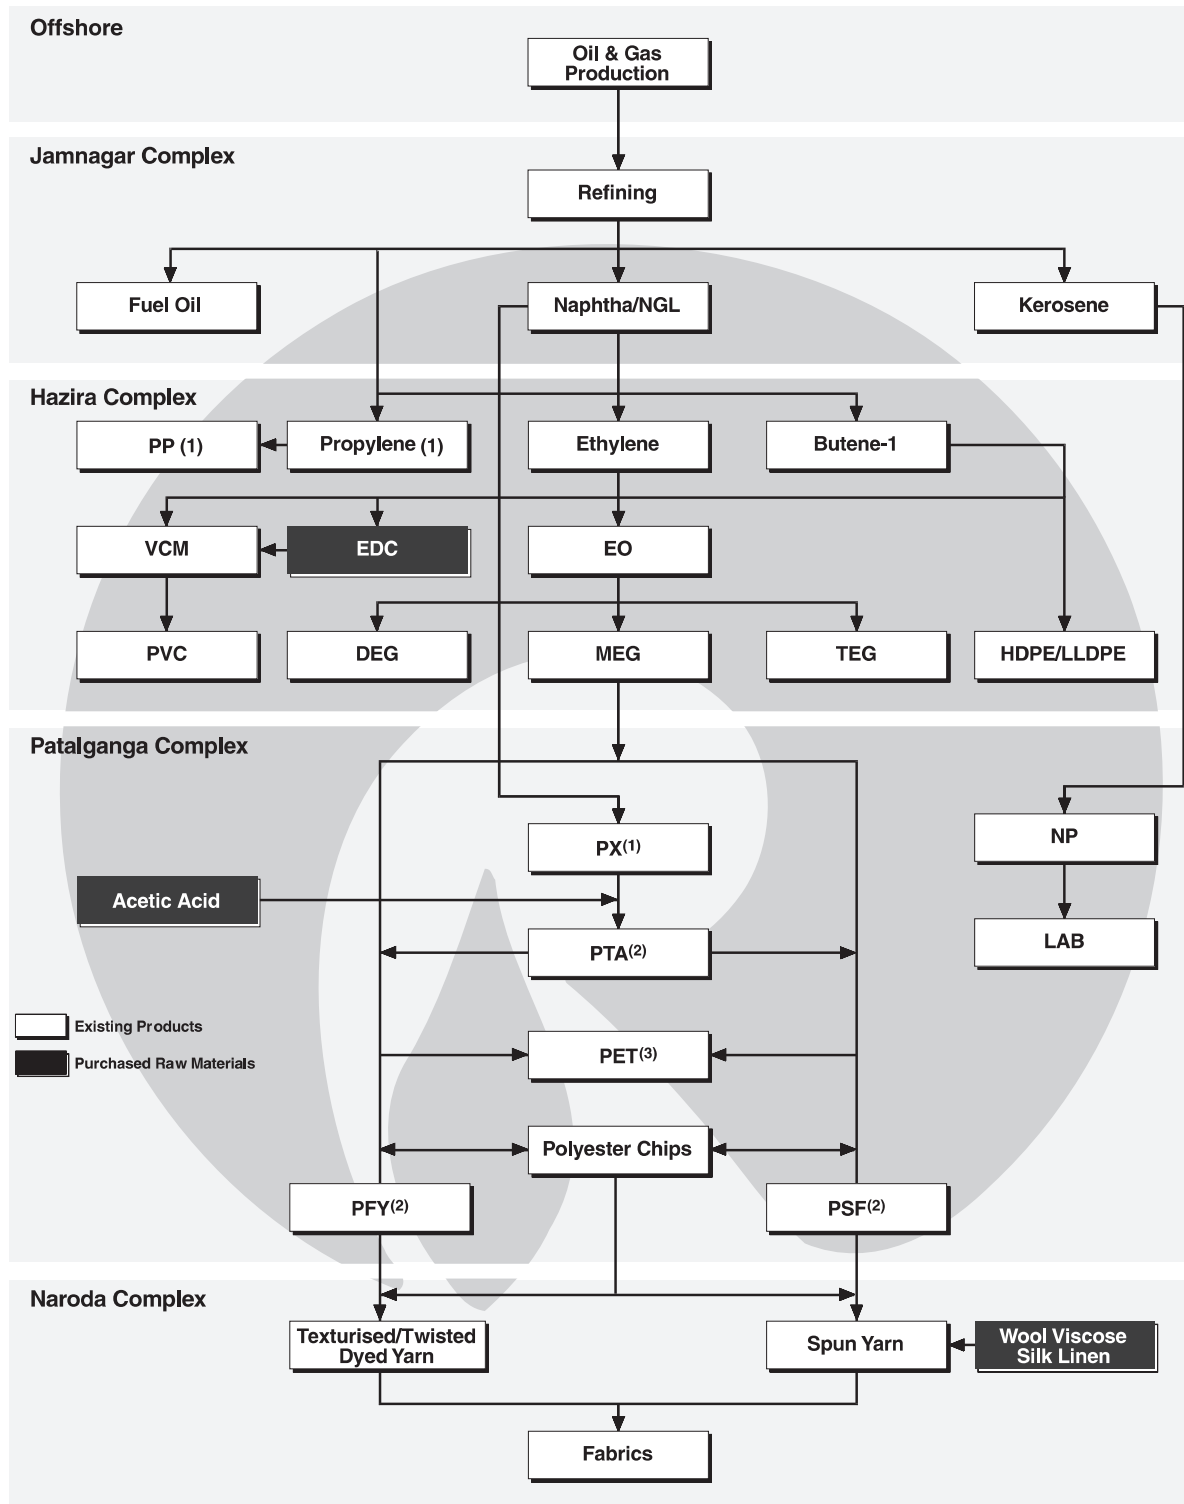 Offshore
Oil & Gas
Production
Jamnagar Complex
Refining
Fuel Oil
Naphtha/NGL
Kerosene
Hazira Complex
PP (1)
Propylene (1)
Ethylene
Butene-1
VCM
EDC
EO
PVC
DEG
MEG
TEG
HDPE/LLDPE
Patalganga Complex
PX(1)
NP
Acetic Acid
PTA(2)
LAB
Existing Products
PET(3)
Purchased Raw Materials
Polyester Chips
PFY(2)
PSF(2)
Naroda Complex
Texturised/Twisted
Dyed Yarn
Spun Yarn
Wool Viscose
Silk Linen
Fabrics